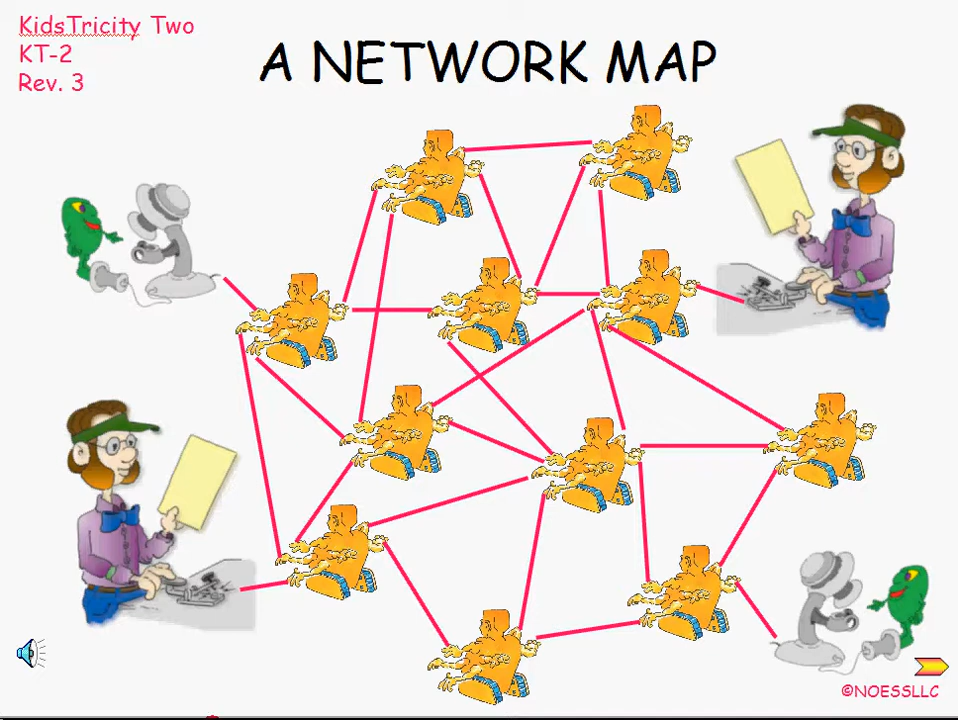 KidsTricity Two
KT-2
Rev. 3
A NETWORK MAP
©NOESSLLC